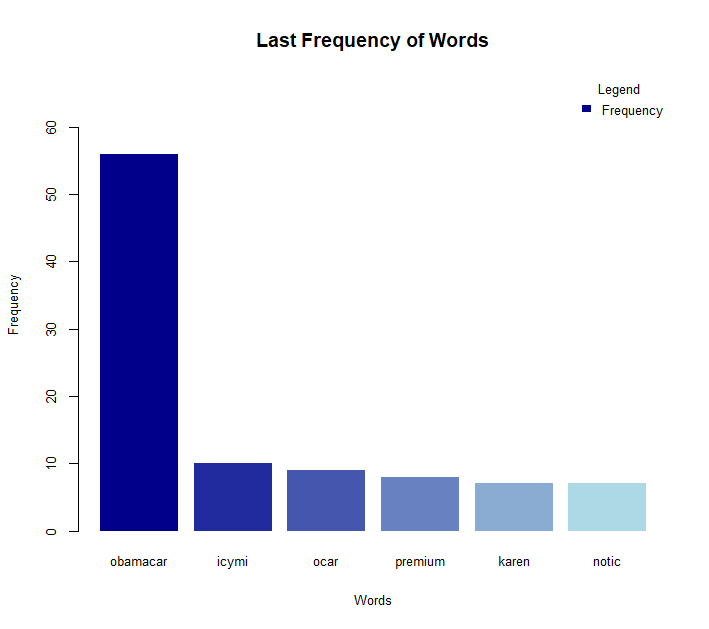 Last Frequency of Words
Legend
Frequency
60
50
40
30
20
10
0
Frequency
obamacar icymi ocar premium karen notic
Words